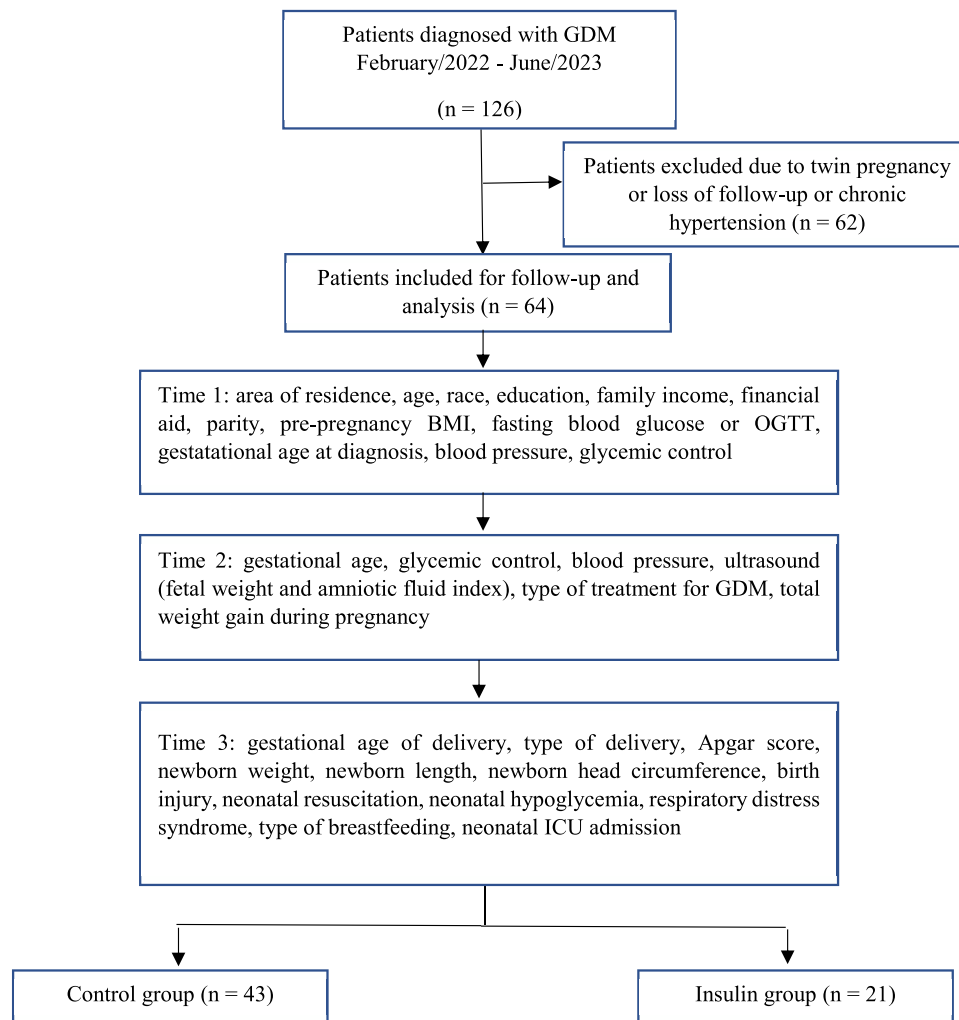 Patients diagnosed with GDM
February/2022 - June/2023
(n = 126)
Patients excluded due to twin pregnancy
or loss of follow-up or chronic
hypertension (n = 62)
Patients included for follow-up and
analysis (n = 64)
Time 1: area of residence, age, race, education, family income, financial
aid, parity, pre-pregnancy BMI, fasting blood glucose or OGTT,
gestatational age at diagnosis, blood pressure, glycemic control
Time 2: gestational age, glycemic control, blood pressure, ultrasound
(fetal weight and amniotic fluid index), type of treatment for GDM, total
weight gain during pregnancy
Time 3: gestational age of delivery, type of delivery, Apgar score,
newborn weight, newborn length, newborn head circumference, birth
injury, neonatal resuscitation, neonatal hypoglycemia, respiratory distress
syndrome, type of breastfeeding, neonatal ICU admission
Control group (n = 43)
Insulin group (n = 21)